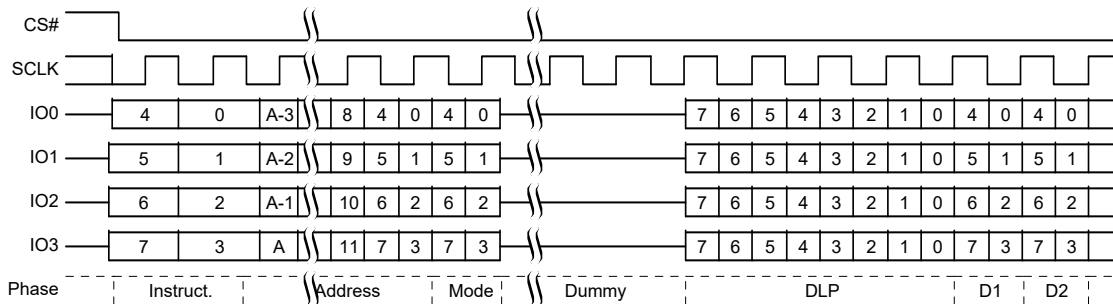 CS#
SCLK
IO0 4 0 A-3 8 4 0 4 0 7 6 5 4 3 2 1 0 4 0 4 0
IO1 5 1 A-2 9 5 1 5 1 7 6 5 4 3 2 1 0 5 1 5 1
IO2 6 2 A-1 10 6 2 6 2 7 6 5 4 3 2 1 0 6 2 6 2
IO3 7 3 A 11 7 3 7 3 7 6 5 4 3 2 1 0 7 3 7 3
Phase Instruct. Address Mode Dummy DLP D1 D2